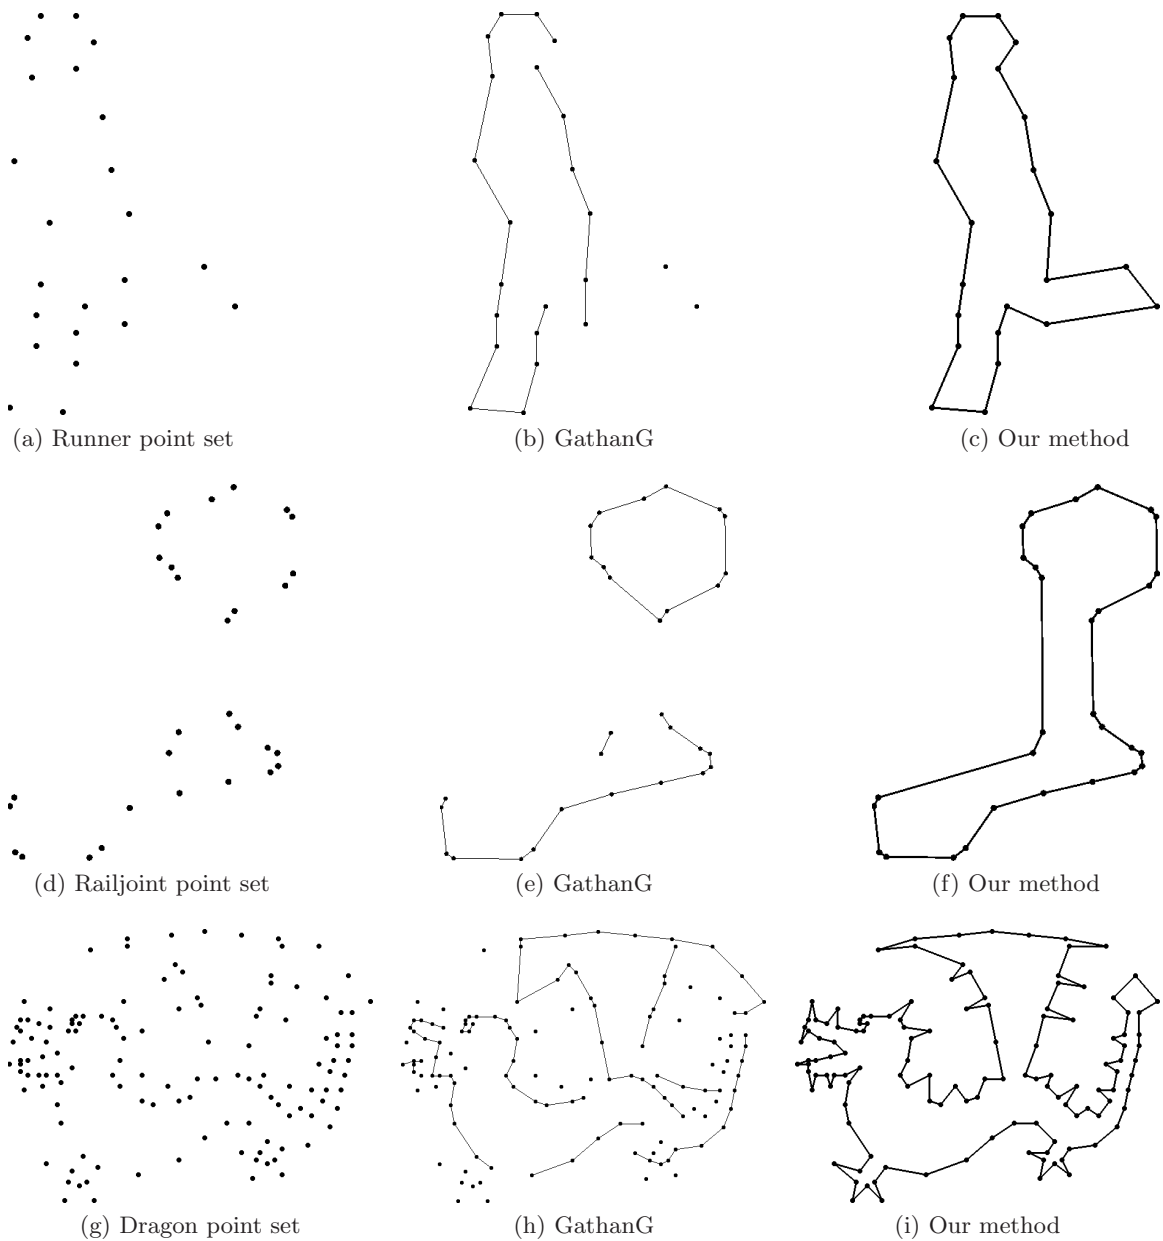 (a) Runner point set
(b) GathanG
(c) Our method
(d) Railjoint point set
(e) GathanG
(f) Our method
(g) Dragon point set
(h) GathanG
(i) Our method